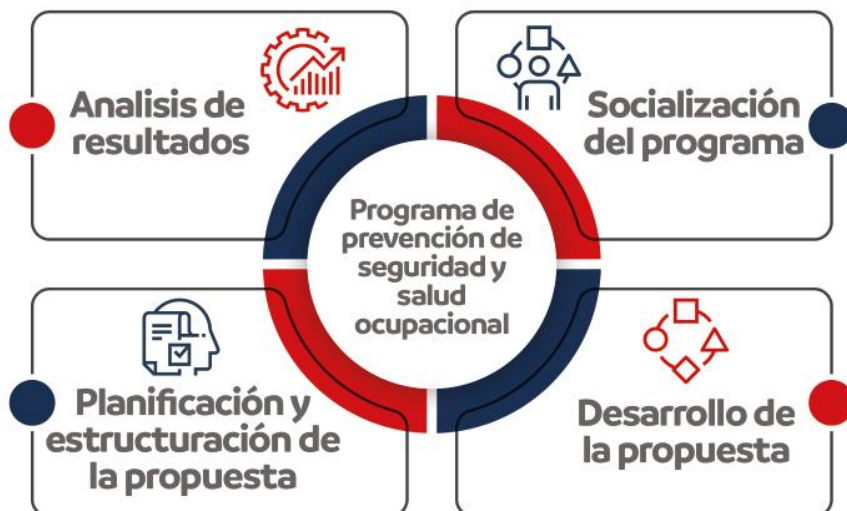 Analisis de
resultados
Socialización
del programa
Programa de
prevención de
seguridad y
salud
ocupacional
Planificación y
estructuración de
la propuesta
Desarrollo de
la propuesta